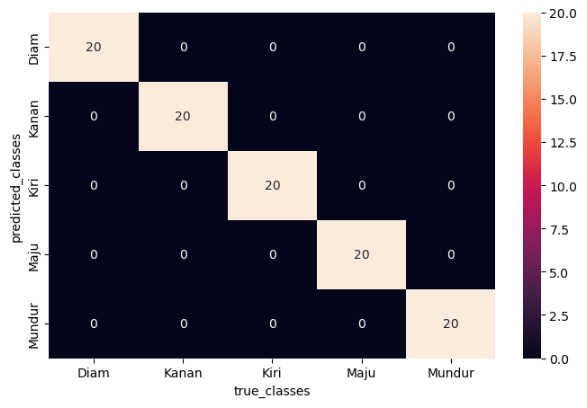 predicted_classes
Diam 20 0 0 0 0
Kanan 0 20 0 0 0
Kiri 0 0 20 0 0
Maju 0 0 0 20 0
Mundur 0 0 0 0 20
Diam Kanan Kiri Maju Mundur
true_classes
20.0
17.5
15.0
12.5
10.0
7.5
5.0
2.5
0.0